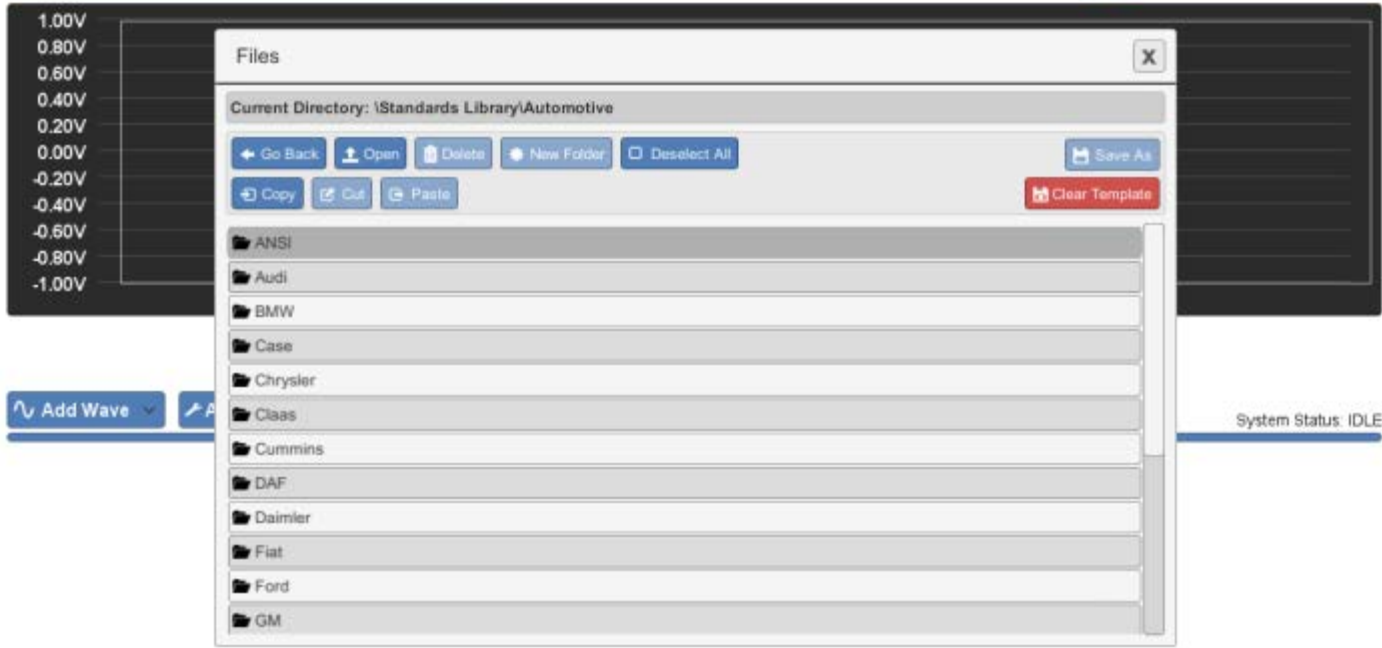 1.00V
0.80V
0.60V
0.40V
0.20V
0.00V
-0.20V
-0.40V
-0.60V
-0.80V
-1.00V
Files
X
Current Directory: \Standards Library\Automotive
Go Back Open Delete New Folder Deselect All Save As
Copy Cut Paste Clear Template
ANSI
Audi
BMW
Case
Chrysler
Claas
Cummins
DAF
Daimler
Fiat
Ford
GM
Add Wave A
System Status: IDLE